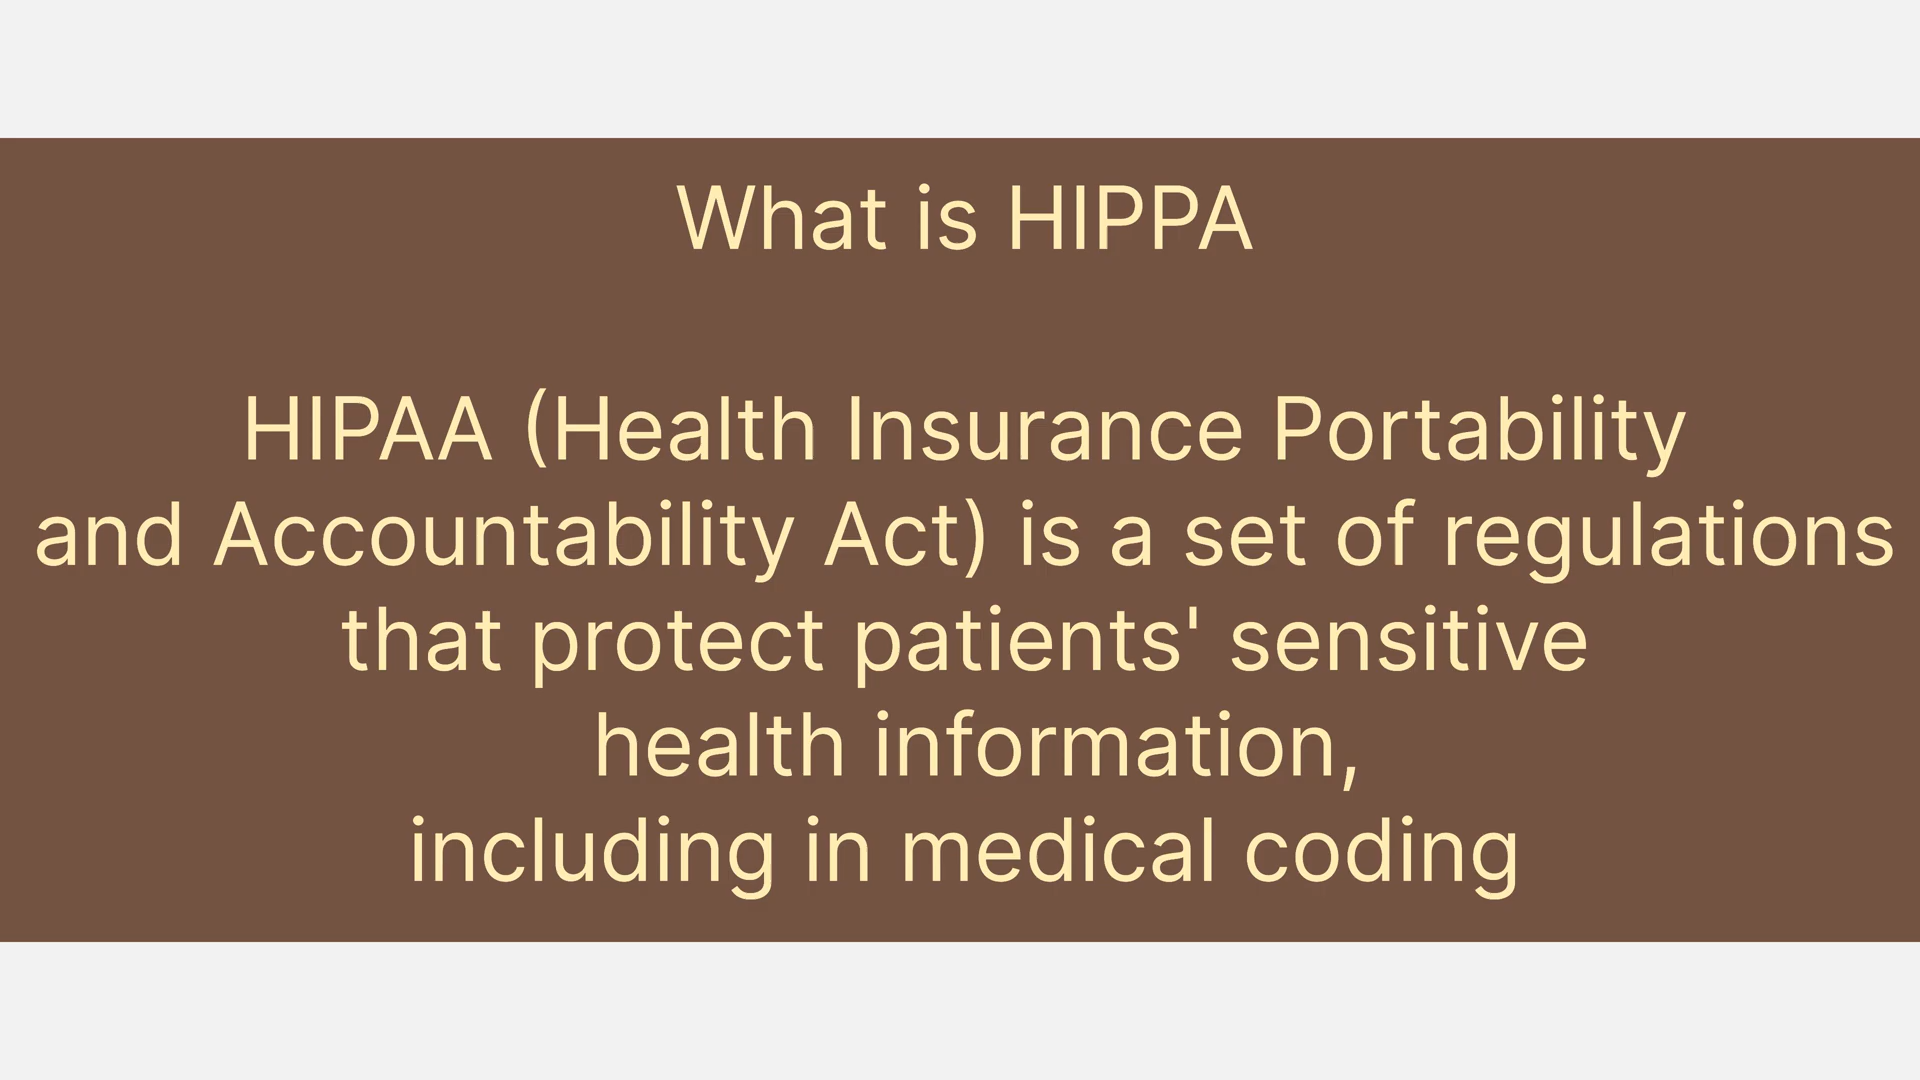 What is HIPPA
HIPAA (Health Insurance Portability
and Accountability Act) is a set of regulations
that protect patients' sensitive
health information,
including in medical coding